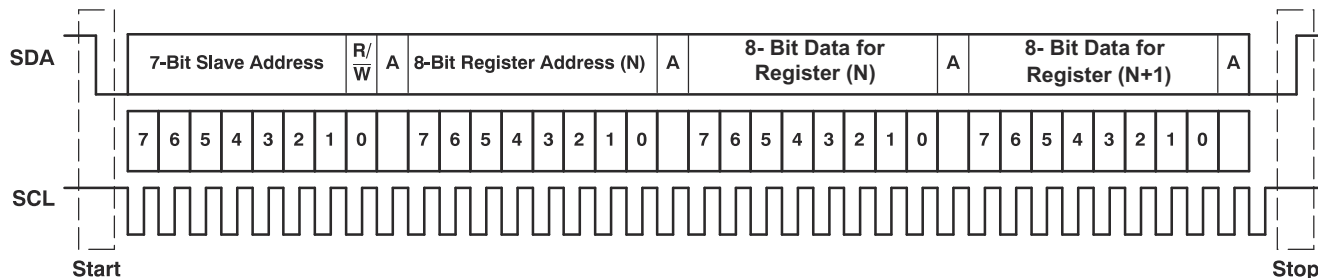 SDA
7-Bit Slave Address
R/
W
A
8-Bit Register Address (N)
A
8- Bit Data for
Register (N)
A
8- Bit Data for
Register (N+1)
A
7 6 5 4 3 2 1 0 7 6 5 4 3 2 1 0 7 6 5 4 3 2 1 0 7 6 5 4 3 2 1 0
SCL
Start
Stop